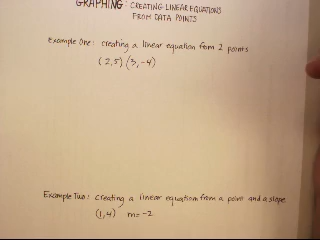 GRAPHING: CREATING LINEAR EQUATIONS
FROM DATA POINTS
Example One: creating a linear equation from 2 points
(2,5) (3,-4)
Example Two: creating a linear equation from a point and a slope
(1,4) m=-2